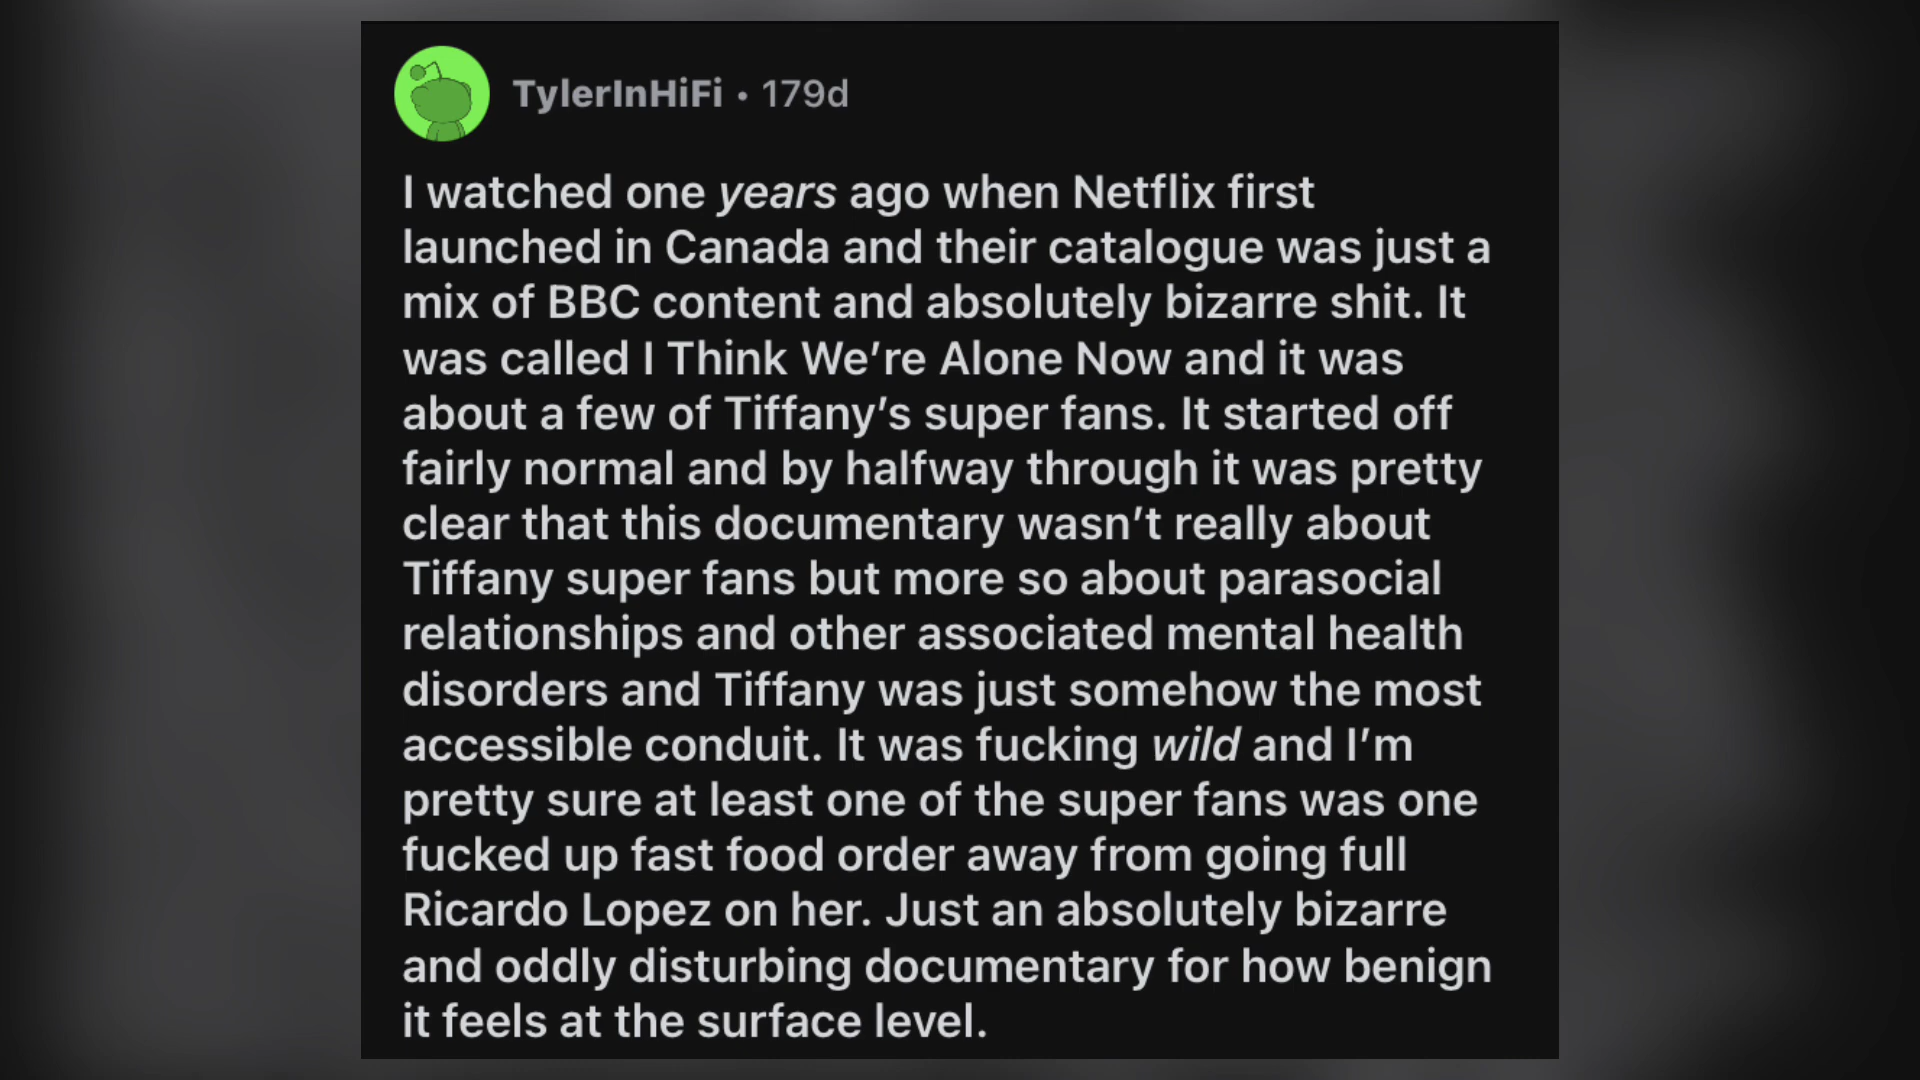 TylerInHiFi • 179d
I watched one years ago when Netflix first
launched in Canada and their catalogue was just a
mix of BBC content and absolutely bizarre shit. It
was called I Think We’re Alone Now and it was
about a few of Tiffany’s super fans. It started off
fairly normal and by halfway through it was pretty
clear that this documentary wasn’t really about
Tiffany super fans but more so about parasocial
relationships and other associated mental health
disorders and Tiffany was just somehow the most
accessible conduit. It was fucking wild and I’m
pretty sure at least one of the super fans was one
fucked up fast food order away from going full
Ricardo Lopez on her. Just an absolutely bizarre
and oddly disturbing documentary for how benign
it feels at the surface level.